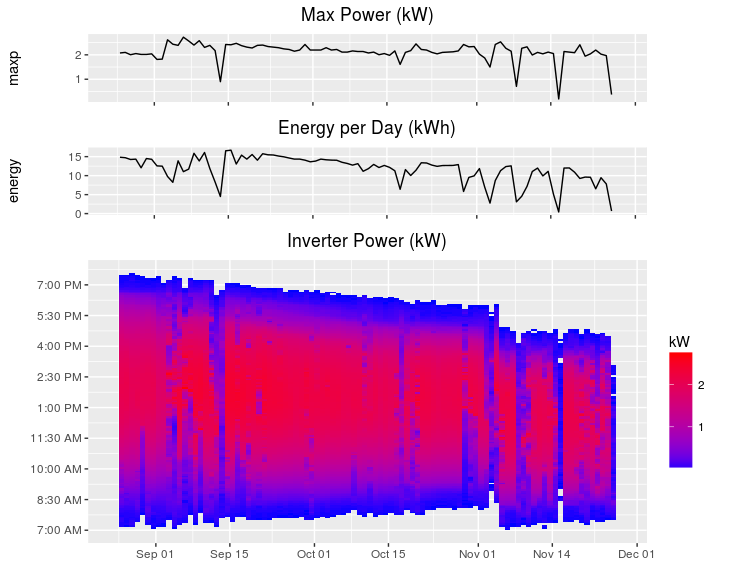 Max Power (kW)
maxp
2
1
Energy per Day (kWh)
energy
15
10
5
0
Inverter Power (kW)
7:00 PM
5:30 PM
4:00 PM
2:30 PM
1:00 PM
11:30 AM
10:00 AM
8:30 AM
7:00 AM
Sep 01 Sep 15 Oct 01 Oct 15 Nov 01 Nov 14 Dec 01
kW
2
1